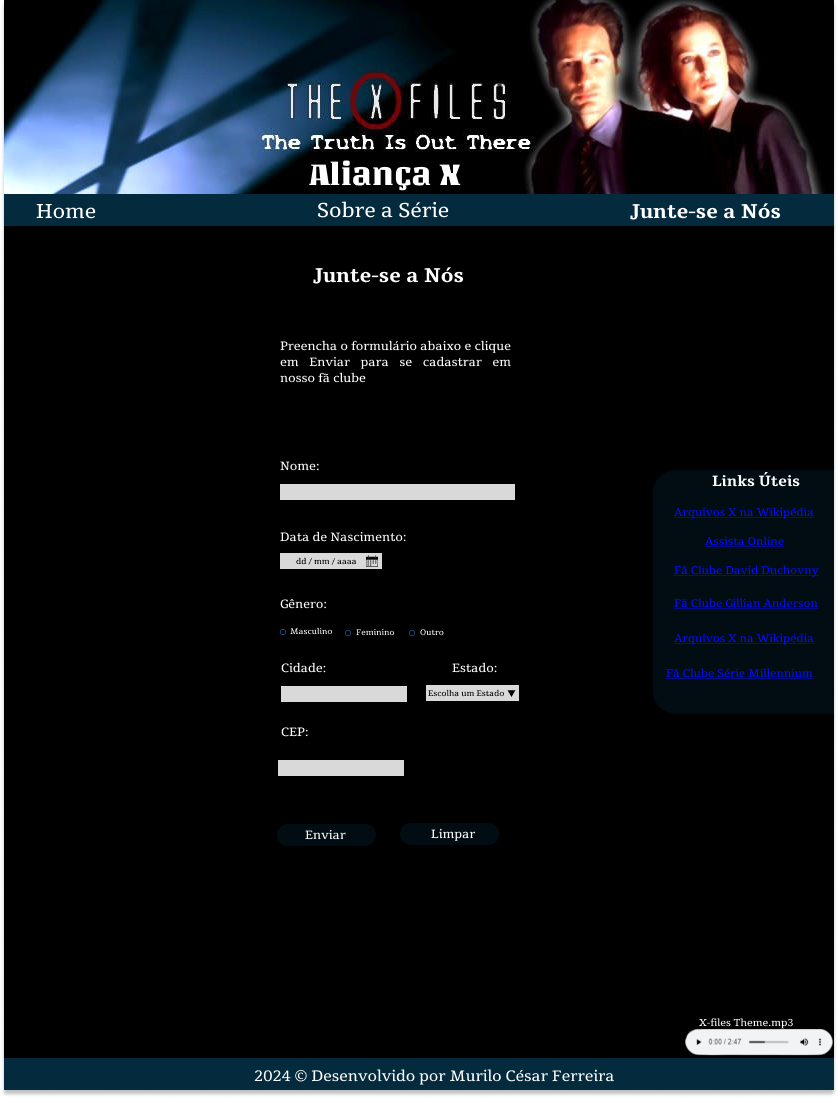 THE X FILES
The Truth Is Out There
Aliança X
Home
Sobre a Série
Junte-se a Nós
Junte-se a Nós
Preencha o formulário abaixo e clique
em Enviar para se cadastrar em
nosso fã clube
Nome:
Data de Nascimento:
dd / mm / aaaa
Gênero:
Masculino
Feminino
Outro
Cidade:
Estado:
Escolha um Estado ▼
CEP:
Enviar
Limpar
Links Úteis
Arquivos X na Wikipédia
Assista Online
Fã Clube David Duchovny
Fã Clube Gillian Anderson
Arquivos X na Wikipédia
Fã Clube Série Millennium
X-files Theme.mp3
0:00 / 2:47
2024 © Desenvolvido por Murilo César Ferreira